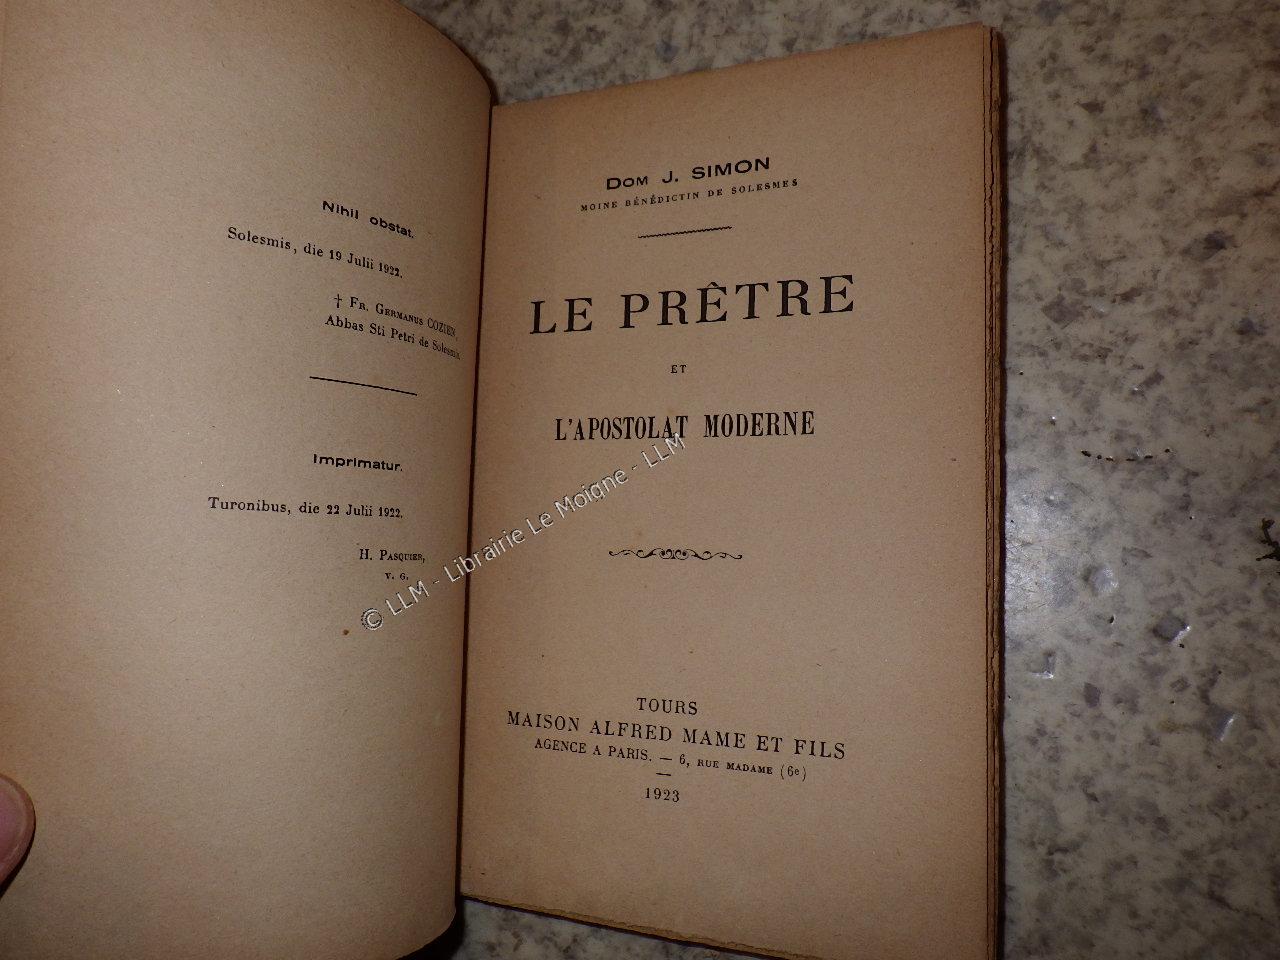 Nihil obstat.
Solesmis, die 19 Julii 1922.
† Fr. Germanus COZIEN,
Abbas Sti Petri de Solesmis.
Imprimatur.
Turonibus, die 22 Julii 1922.
H. Pasquier,
v. g.
Dom J. SIMON
MOINE BÉNÉDICTIN DE SOLESMES
LE PRÊTRE
ET
L'APOSTOLAT MODERNE
TOURS
MAISON ALFRED MAME ET FILS
AGENCE A PARIS. — 6, RUE MADAME (6e)
1923
© LLM - Librairie Le Moigne - LLM